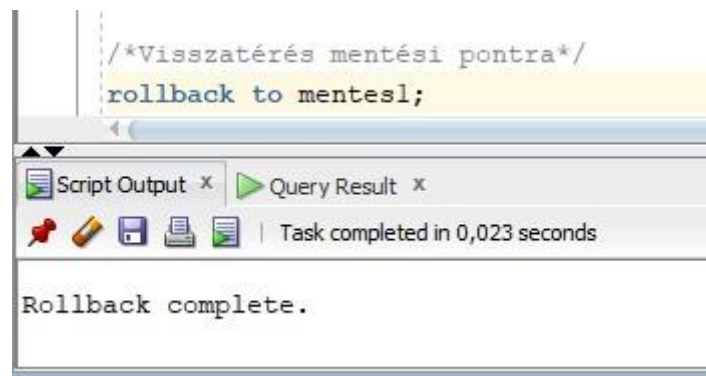 /*Visszatérés mentési pontra*/
rollback to mentes1;
Script Output x Query Result x
Task completed in 0,023 seconds
Rollback complete.